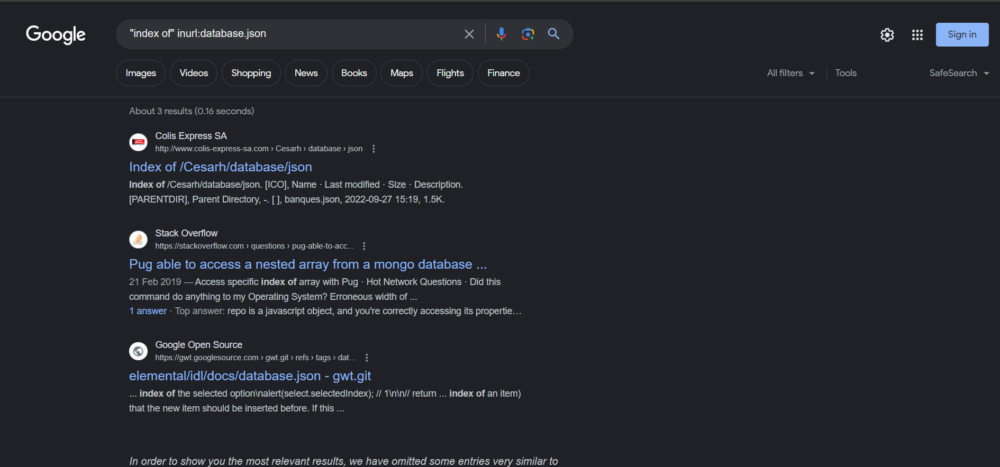 Google
"index of" inurl:database.json
Sign in
Images
Videos
Shopping
News
Books
Maps
Flights
Finance
All filters
Tools
SafeSearch
About 3 results (0.16 seconds)
Colis Express SA
http://www.colis-express-sa.com › Cesarh › database › json
Index of /Cesarh/database/json
Index of /Cesarh/database/json. [ICO], Name · Last modified · Size · Description.
[PARENTDIR], Parent Directory, -. [ ], banques.json, 2022-09-27 15:19, 1.5K.
Stack Overflow
https://stackoverflow.com › questions › pug-able-to-acc...
Pug able to access a nested array from a mongo database ...
21 Feb 2019 — Access specific index of array with Pug · Hot Network Questions · Did this
command do anything to my Operating System? Erroneous width of ...
1 answer · Top answer: repo is a javascript object, and you're correctly accessing its propertie…
Google Open Source
https://gwt.googlesource.com › gwt.git › refs › tags › dat...
elemental/idl/docs/database.json - gwt.git
... index of the selected option\nalert(select.selectedIndex); // 1\n\n// return ... index of an item)
that the new item should be inserted before. If this ...
In order to show you the most relevant results, we have omitted some entries very similar to